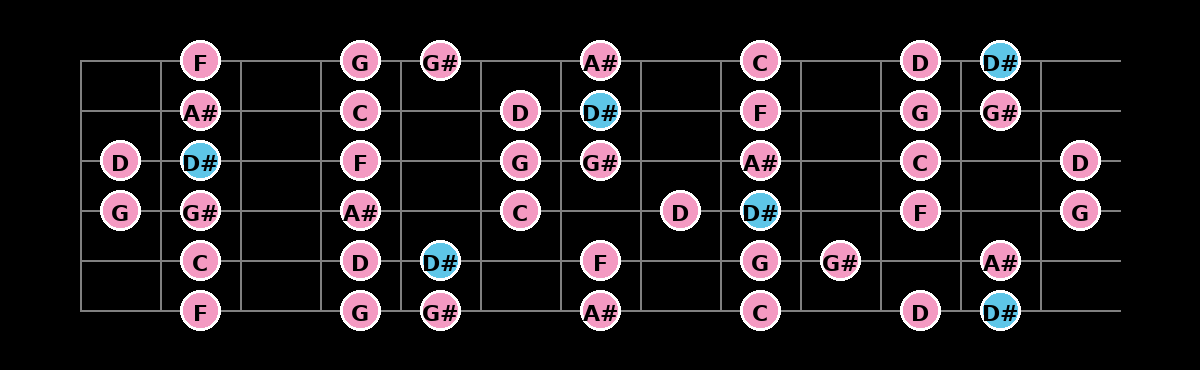 F G G# A# C D D#
A# C D D# F G G#
D D# F G G# A# C D
G G# A# C D D# F G
C D D# F G G# A#
F G G# A# C D D#